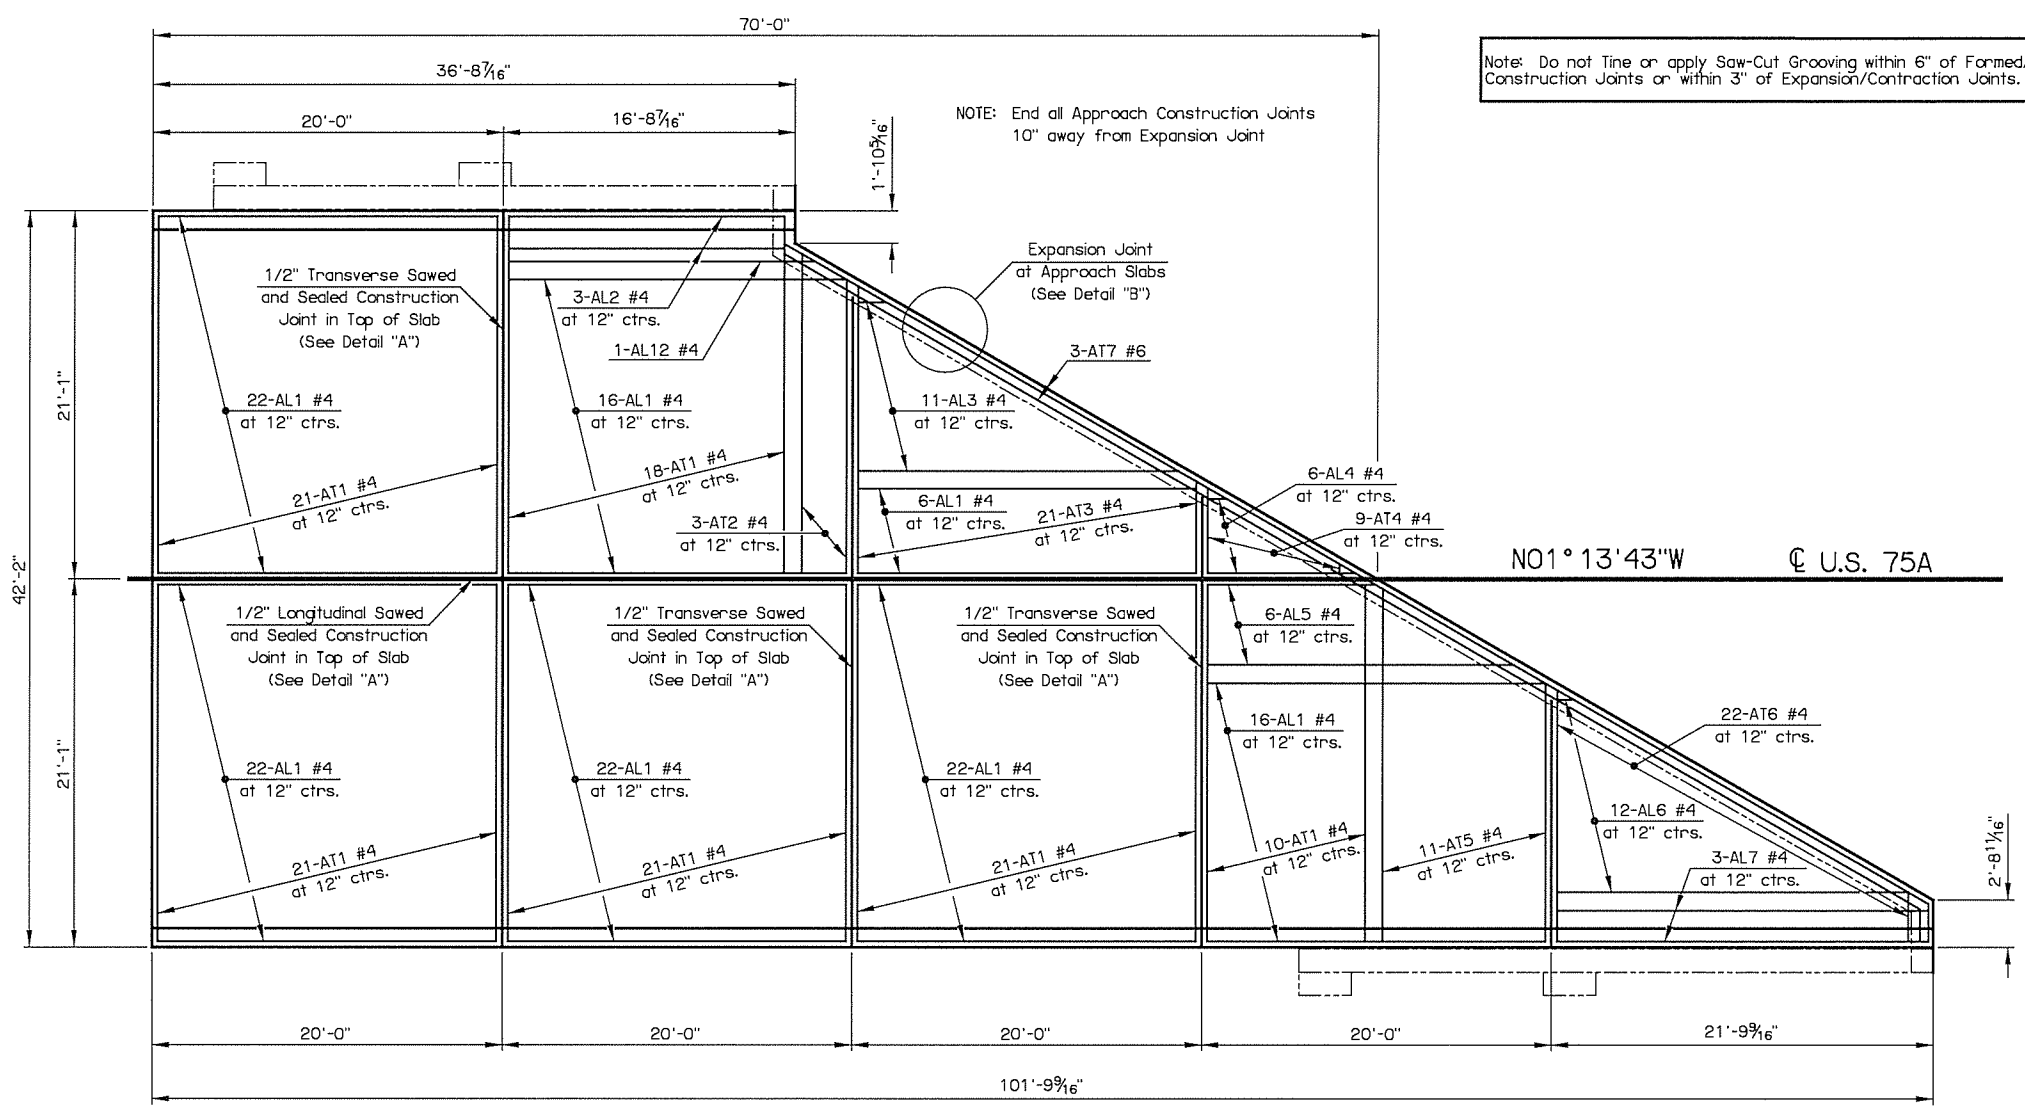 70'-0"
36'-8 7/16"
20'-0"
16'-8 7/16"
1'-10 5/16"
NOTE: End all Approach Construction Joints
10" away from Expansion Joint
Note: Do not Tine or apply Saw-Cut Grooving within 6" of Formed/
Construction Joints or within 3" of Expansion/Contraction Joints.
1/2" Transverse Sawed
and Sealed Construction
Joint in Top of Slab
(See Detail "A")
3-AL2 #4
at 12" ctrs.
1-AL12 #4
Expansion Joint
at Approach Slabs
(See Detail "B")
3-AT7 #6
42'-2"
21'-1"
22-AL1 #4
at 12" ctrs.
16-AL1 #4
at 12" ctrs.
11-AL3 #4
at 12" ctrs.
21-AT1 #4
at 12" ctrs.
18-AT1 #4
at 12" ctrs.
3-AT2 #4
at 12" ctrs.
6-AL1 #4
at 12" ctrs.
21-AT3 #4
at 12" ctrs.
6-AL4 #4
at 12" ctrs.
9-AT4 #4
at 12" ctrs.
N01°13'43"W
℄ U.S. 75A
21'-1"
1/2" Longitudinal Sawed
and Sealed Construction
Joint in Top of Slab
(See Detail "A")
1/2" Transverse Sawed
and Sealed Construction
Joint in Top of Slab
(See Detail "A")
1/2" Transverse Sawed
and Sealed Construction
Joint in Top of Slab
(See Detail "A")
6-AL5 #4
at 12" ctrs.
22-AL1 #4
at 12" ctrs.
22-AL1 #4
at 12" ctrs.
22-AL1 #4
at 12" ctrs.
16-AL1 #4
at 12" ctrs.
22-AT6 #4
at 12" ctrs.
21-AT1 #4
at 12" ctrs.
21-AT1 #4
at 12" ctrs.
21-AT1 #4
at 12" ctrs.
10-AT1 #4
at 12" ctrs.
11-AT5 #4
at 12" ctrs.
12-AL6 #4
at 12" ctrs.
3-AL7 #4
at 12" ctrs.
2'-8 11/16"
20'-0"
20'-0"
20'-0"
20'-0"
21'-9 9/16"
101'-9 9/16"